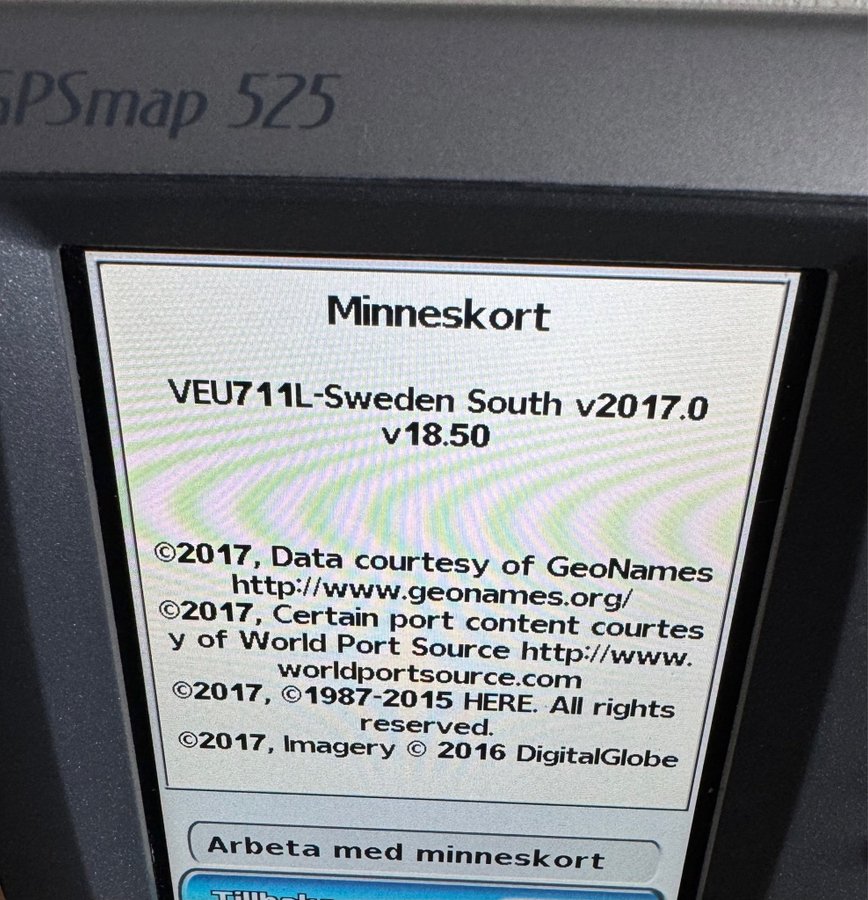 GPSmap 525
Minneskort
VEU711L-Sweden South v2017.0
v18.50
©2017, Data courtesy of GeoNames
http://www.geonames.org/
©2017, Certain port content courtes
y of World Port Source http://www.
worldportsource.com
©2017, ©1987-2015 HERE. All rights
reserved.
©2017, Imagery © 2016 DigitalGlobe
Arbeta med minneskort